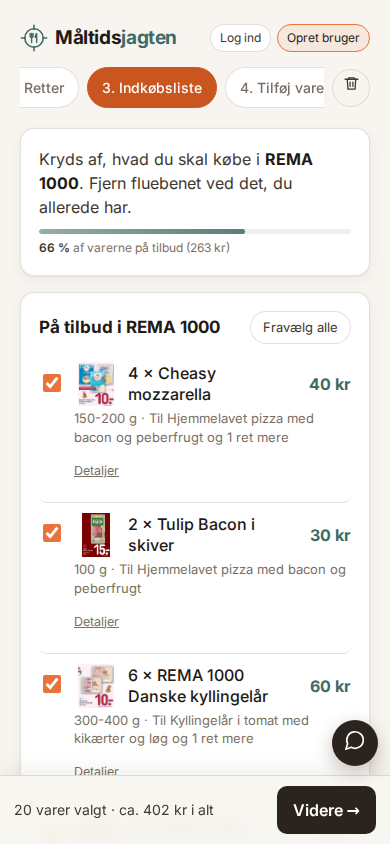 Måltidsjagten
Log ind
Opret bruger
Retter
3. Indkøbsliste
4. Tilføj vare
Kryds af, hvad du skal købe i REMA
1000. Fjern fluebenet ved det, du
allerede har.
66 % af varerne på tilbud (263 kr)
På tilbud i REMA 1000
Fravælg alle
4 × Cheasy
mozzarella
40 kr
150-200 g · Til Hjemmelavet pizza med
bacon og peberfrugt og 1 ret mere
Detaljer
2 × Tulip Bacon i
skiver
30 kr
100 g · Til Hjemmelavet pizza med bacon og
peberfrugt
Detaljer
6 × REMA 1000
Danske kyllingelår
60 kr
300-400 g · Til Kyllingelår i tomat med
kikærter og løg og 1 ret mere
Detaljer
20 varer valgt · ca. 402 kr i alt
Videre →